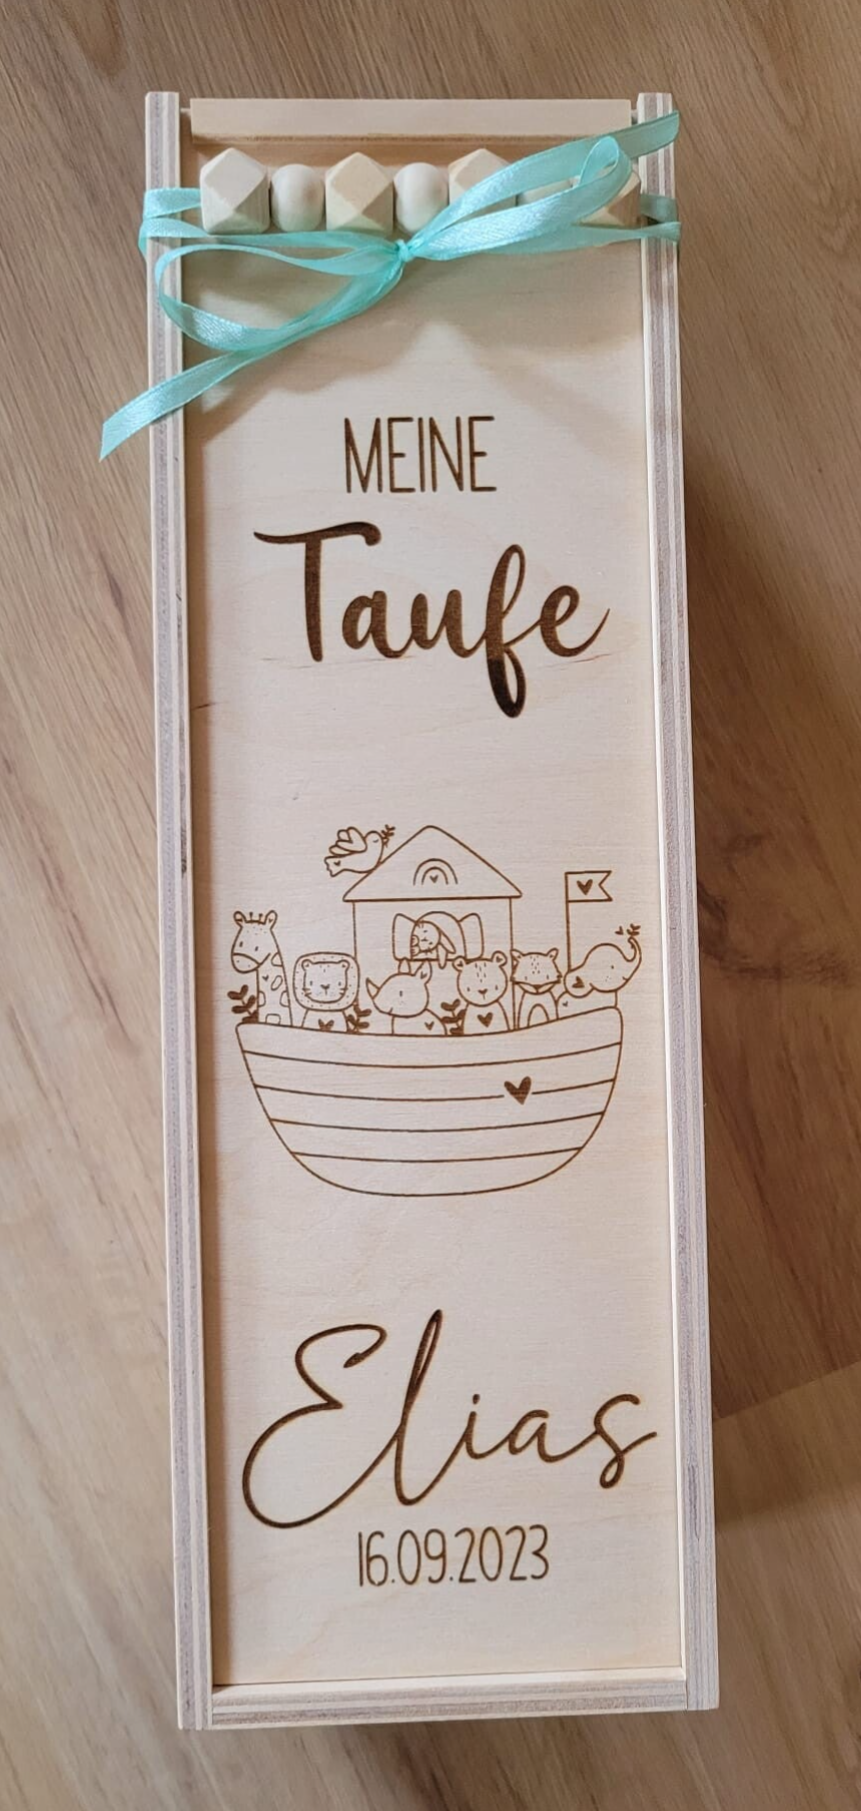 MEINE
Taufe
Elias
16.09.2023